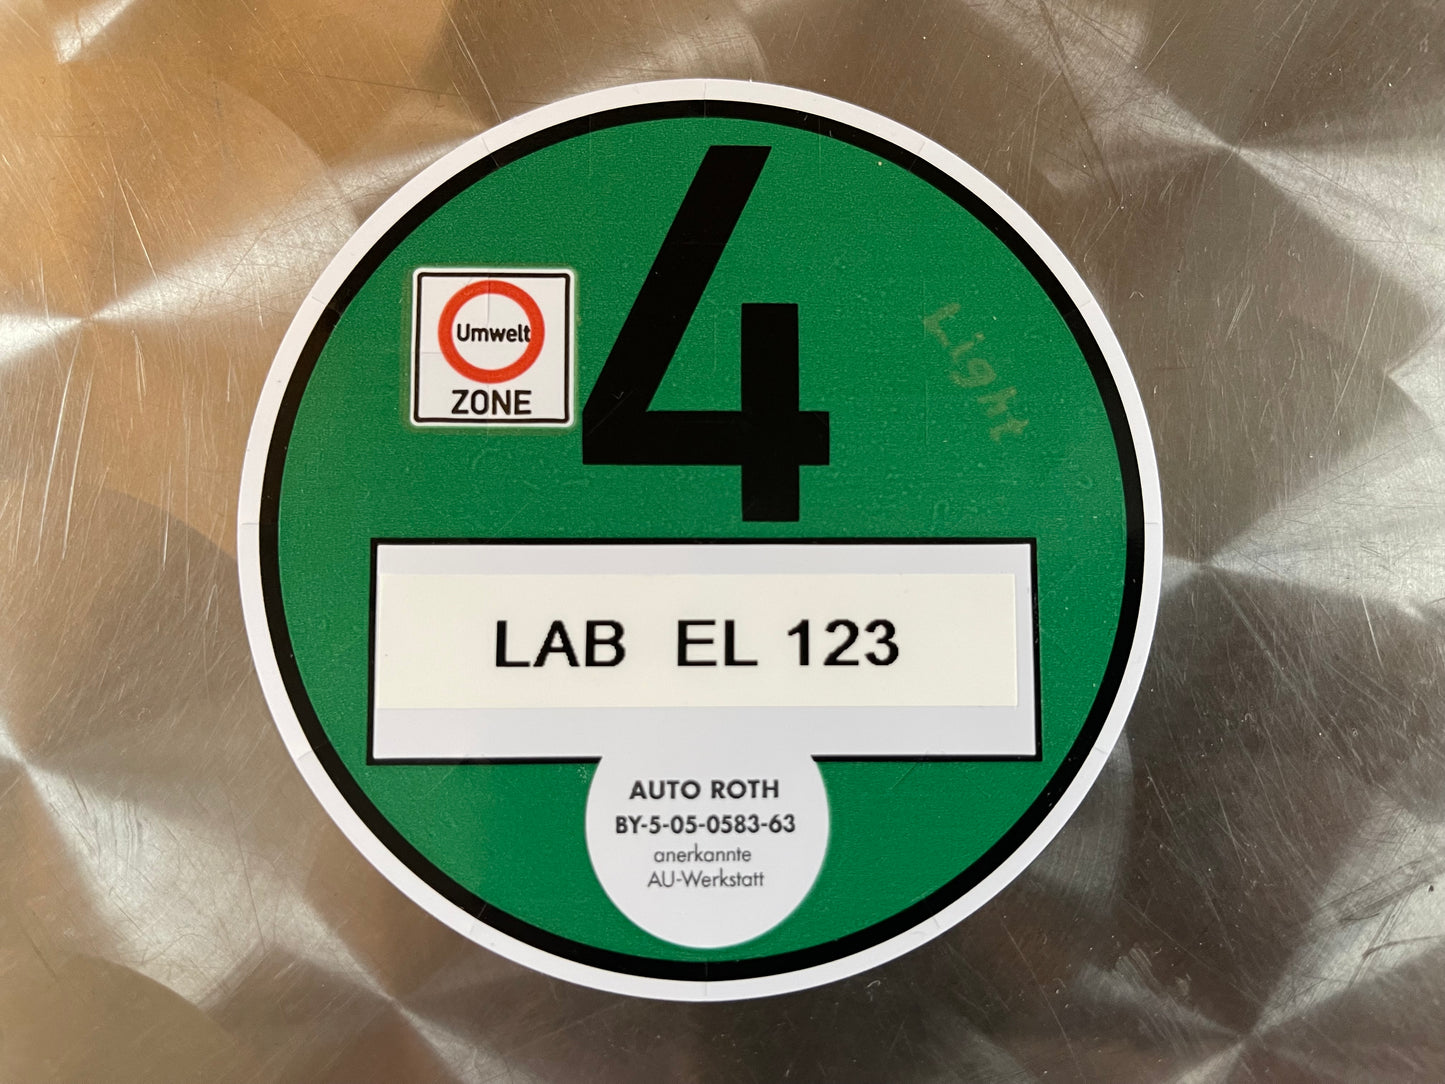 4
Umwelt
ZONE
Light
LAB EL 123
AUTO ROTH
BY-5-05-0583-63
anerkannte
AU-Werkstatt